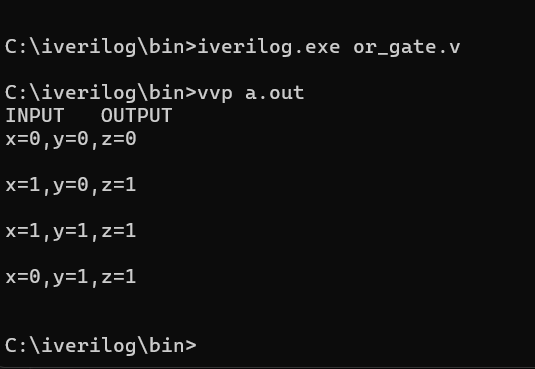 C:\iverilog\bin>iverilog.exe or_gate.v
C:\iverilog\bin>vvp a.out
INPUT   OUTPUT
x=0,y=0,z=0
x=1,y=0,z=1
x=1,y=1,z=1
x=0,y=1,z=1
C:\iverilog\bin>